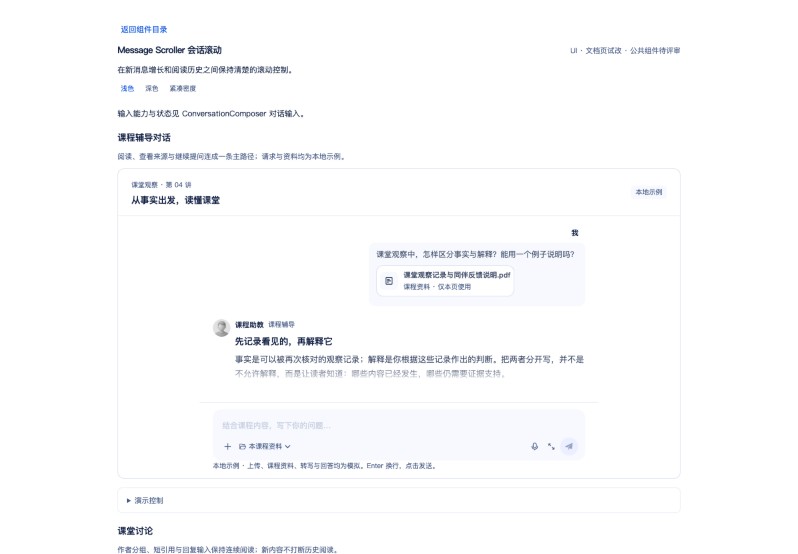 返回组件目录
Message Scroller 会话滚动
UI · 文档页试改 · 公共组件待评审
在新消息增长和阅读历史之间保持清楚的滚动控制。
浅色 深色 紧凑密度
输入能力与状态见 ConversationComposer 对话输入。
课程辅导对话
阅读、查看来源与继续提问连成一条主路径；请求与资料均为本地示例。
课堂观察 · 第 04 讲
从事实出发，读懂课堂
本地示例
我
课堂观察中，怎样区分事实与解释？能用一个例子说明吗？
课堂观察记录与同伴反馈说明.pdf
课程资料 · 仅本页使用
课程助教 课程辅导
先记录看见的，再解释它
事实是可以被再次核对的观察记录；解释是你根据这些记录作出的判断。把两者分开写，并不是
不允许解释，而是让读者知道：哪些内容已经发生，哪些仍需要证据支持。
结合课程内容，写下你的问题...
本课程资料
本地示例 · 上传、课程资料、转写与回答均为模拟。Enter 换行，点击发送。
演示控制
课堂讨论
作者分组、短引用与回复输入保持连续阅读；新内容不打断历史阅读。